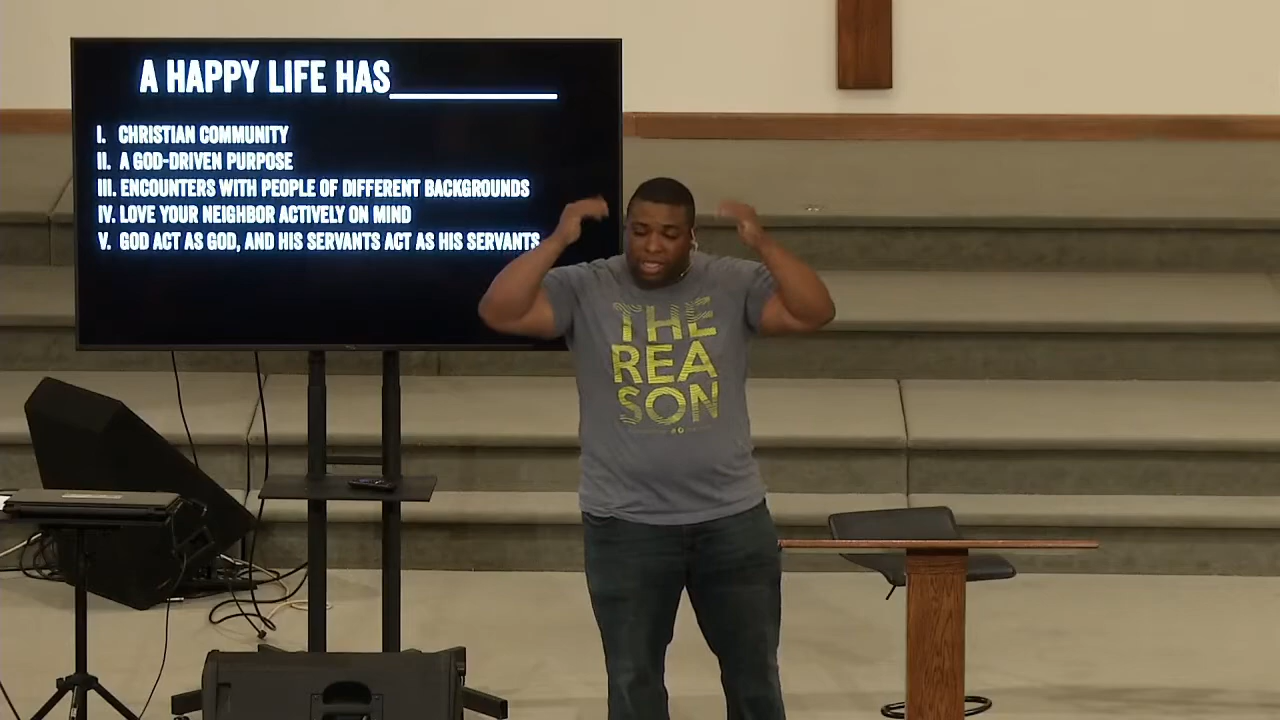 A HAPPY LIFE HAS__________
I. CHRISTIAN COMMUNITY
II. A GOD-DRIVEN PURPOSE
III. ENCOUNTERS WITH PEOPLE OF DIFFERENT BACKGROUNDS
IV. LOVE YOUR NEIGHBOR ACTIVELY ON MIND
V. GOD ACT AS GOD, AND HIS SERVANTS ACT AS HIS SERVANTS
THE
REA
SON